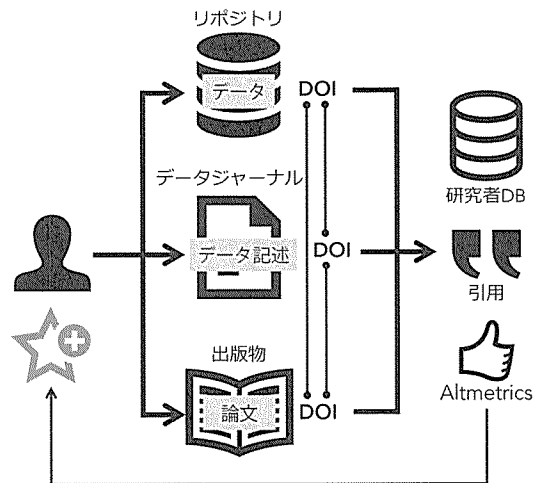 リポジトリ
データ
DOI
データジャーナル
データ記述
DOI
出版物
論文
DOI
研究者DB
引用
Altmetrics